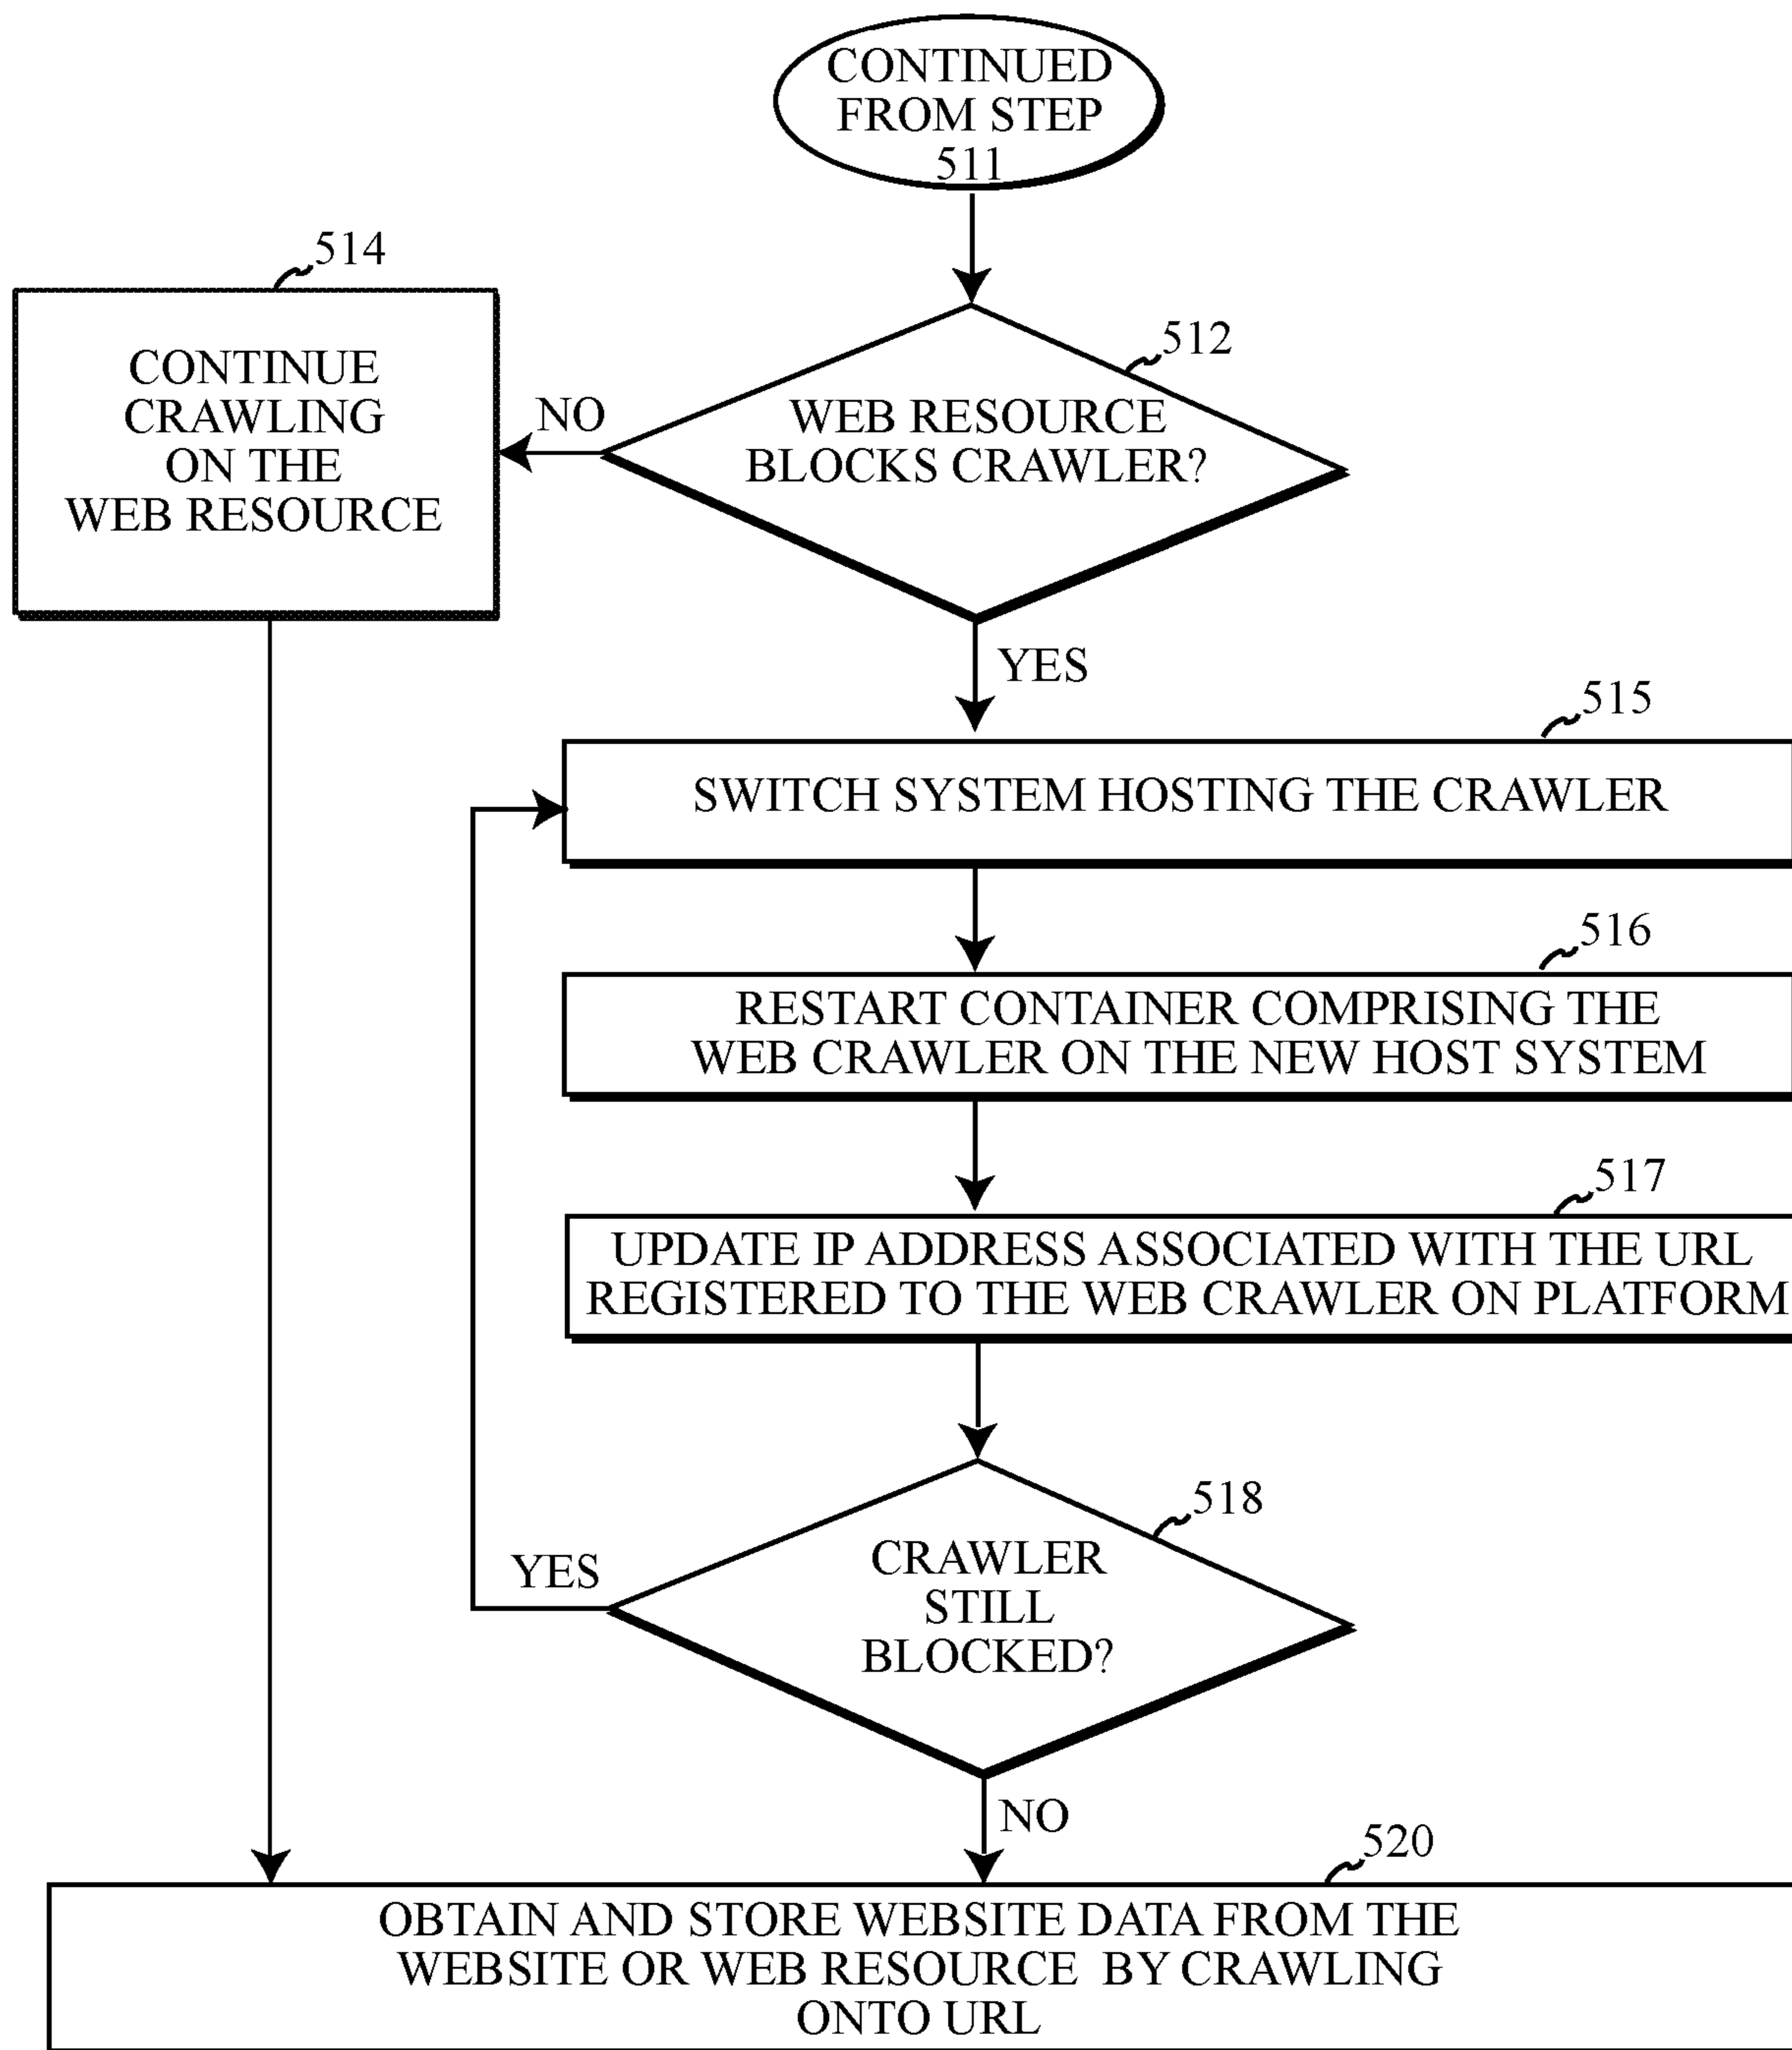 CONTINUED
FROM STEP
511
514
CONTINUE
CRAWLING
ON THE
WEB RESOURCE
NO
512
WEB RESOURCE
BLOCKS CRAWLER?
YES
515
SWITCH SYSTEM HOSTING THE CRAWLER
516
RESTART CONTAINER COMPRISING THE
WEB CRAWLER ON THE NEW HOST SYSTEM
517
UPDATE IP ADDRESS ASSOCIATED WITH THE URL
REGISTERED TO THE WEB CRAWLER ON PLATFORM
518
CRAWLER
STILL
BLOCKED?
YES
NO
520
OBTAIN AND STORE WEBSITE DATA FROM THE
WEBSITE OR WEB RESOURCE BY CRAWLING
ONTO URL